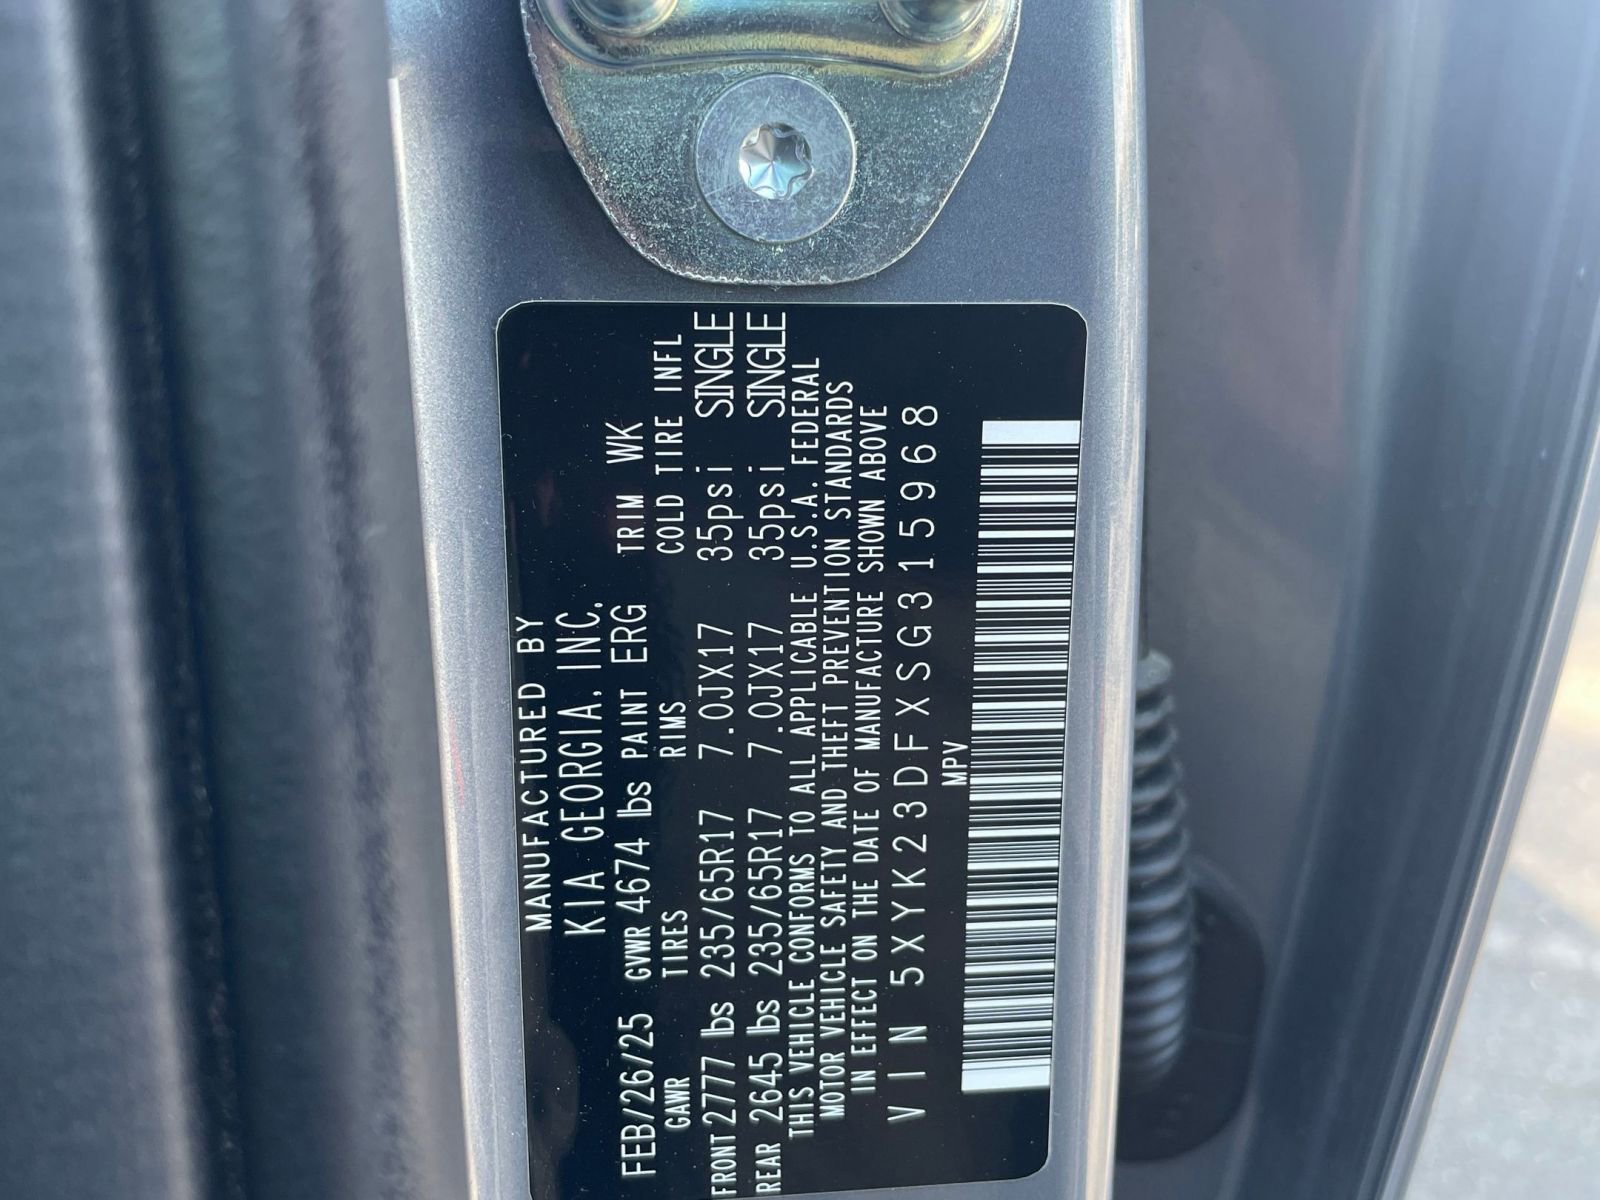 MANUFACTURED BY
KIA GEORGIA, INC.
FEB/26/25 GVWR 4674 lbs PAINT ERG TRIM WK
GAWR TIRES RIMS COLD TIRE INFL
FRONT 2777 lbs 235/65R17 7.0JX17 35psi SINGLE
REAR 2645 lbs 235/65R17 7.0JX17 35psi SINGLE
THIS VEHICLE CONFORMS TO ALL APPLICABLE U.S.A. FEDERAL
MOTOR VEHICLE SAFETY AND THEFT PREVENTION STANDARDS
IN EFFECT ON THE DATE OF MANUFACTURE SHOWN ABOVE
VIN 5XYK23DFXSG315968
MPV